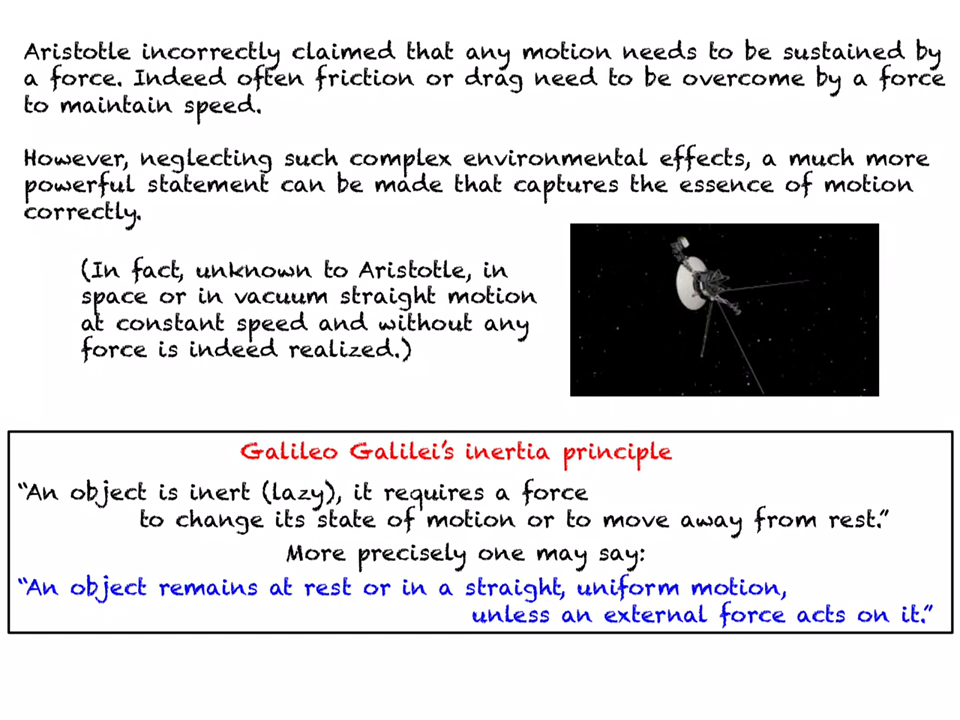 Aristotle incorrectly claimed that any motion needs to be sustained by
a force. Indeed often friction or drag need to be overcome by a force
to maintain speed.
However, neglecting such complex environmental effects, a much more
powerful statement can be made that captures the essence of motion
correctly.
(In fact, unknown to Aristotle, in
space or in vacuum straight motion
at constant speed and without any
force is indeed realized.)
Galileo Galilei's inertia principle
"An object is inert (lazy), it requires a force
to change its state of motion or to move away from rest."
More precisely one may say:
"An object remains at rest or in a straight, uniform motion,
unless an external force acts on it."